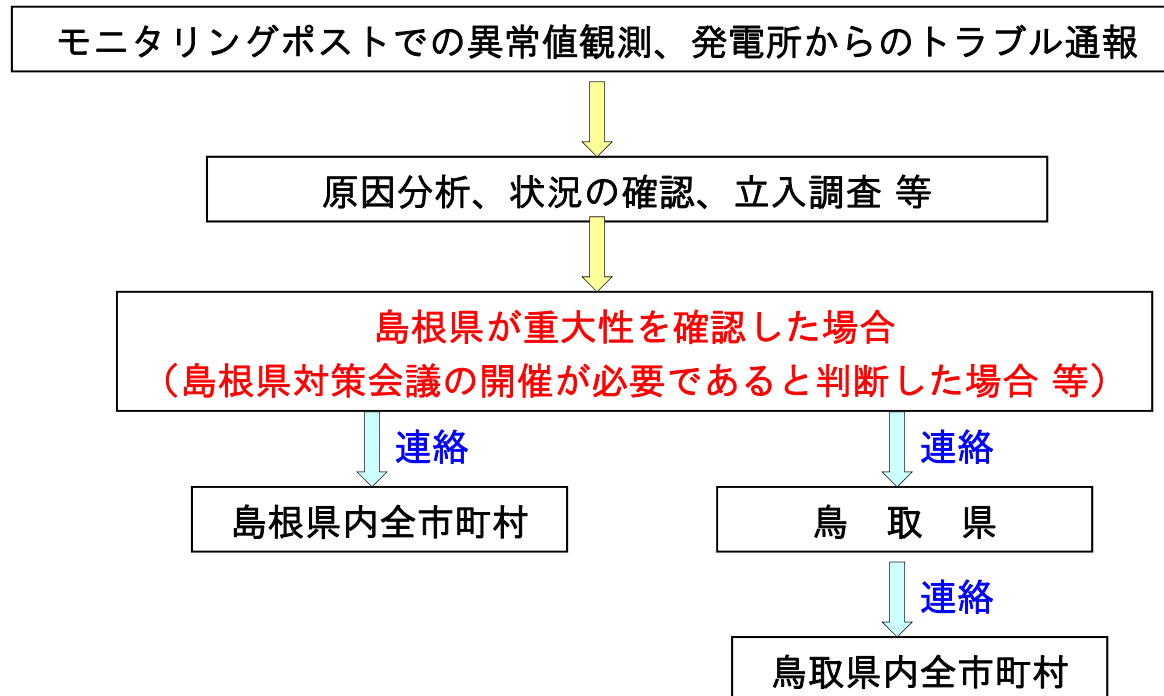 モニタリングポストでの異常値観測、発電所からのトラブル通報
原因分析、状況の確認、立入調査 等
島根県が重大性を確認した場合
（島根県対策会議の開催が必要であると判断した場合 等）
連絡
連絡
島根県内全市町村
鳥 取 県
連絡
鳥取県内全市町村